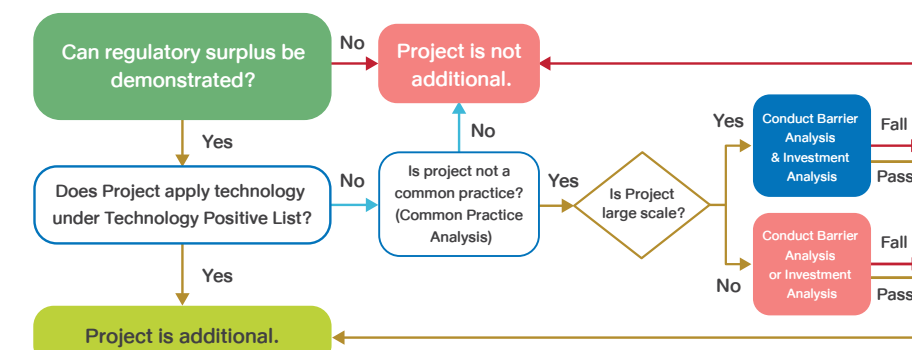 Can regulatory surplus be
demonstrated?
No
Project is not
additional.
Yes
Does Project apply technology
under Technology Positive List?
No
Is project not a
common practice?
(Common Practice
Analysis)
No
Yes
Is Project
large scale?
Yes
Conduct Barrier
Analysis
& Investment
Analysis
Fall
Pass
No
Conduct Barrier
Analysis
or Investment
Analysis
Fall
Pass
Yes
Project is additional.